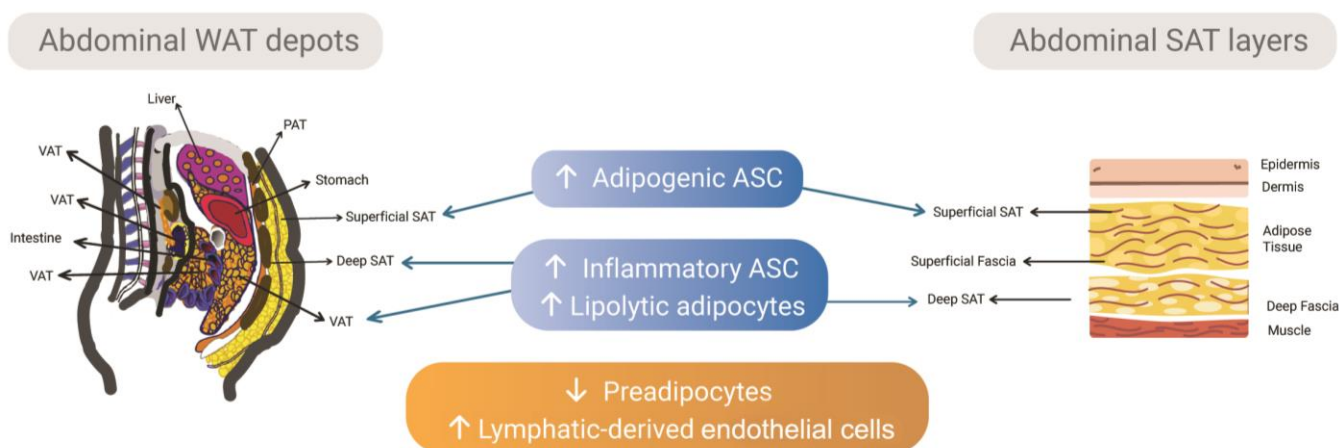 Abdominal WAT depots
Abdominal SAT layers
Liver
PAT
VAT
Stomach
VAT
Superficial SAT
Intestine
Deep SAT
VAT
VAT
↑ Adipogenic ASC
↑ Inflammatory ASC
↑ Lipolytic adipocytes
↓ Preadipocytes
↑ Lymphatic-derived endothelial cells
Epidermis
Dermis
Superficial SAT
Adipose
Tissue
Superficial Fascia
Deep SAT
Deep Fascia
Muscle